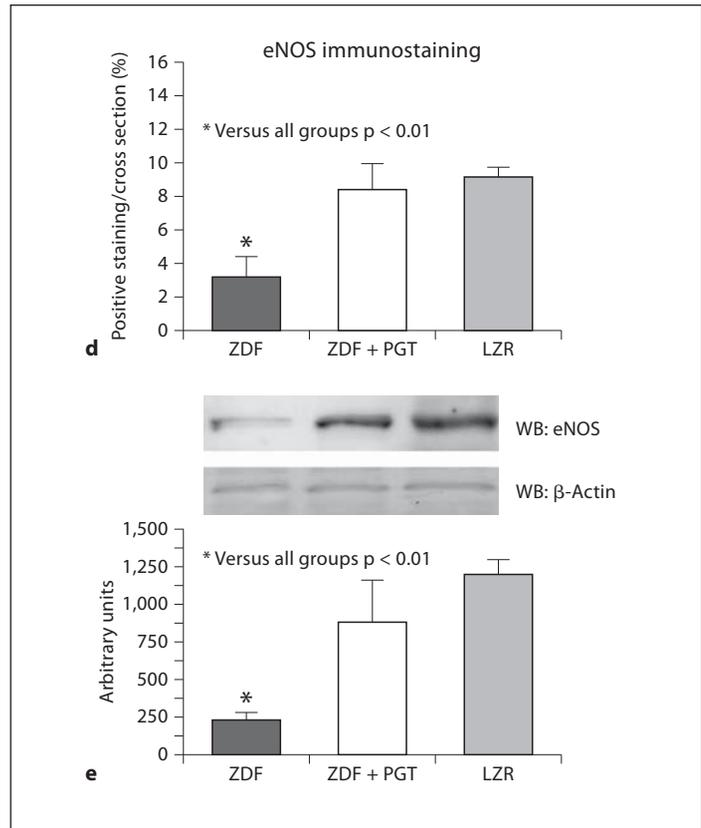 eNOS immunostaining
Positive staining/cross section (%)
16
14
12
10
8
6
4
2
0
* Versus all groups p < 0.01
*
d
ZDF ZDF + PGT LZR
WB: eNOS
WB: β-Actin
Arbitrary units
1,500
1,250
1,000
750
500
250
0
* Versus all groups p < 0.01
*
e
ZDF ZDF + PGT LZR